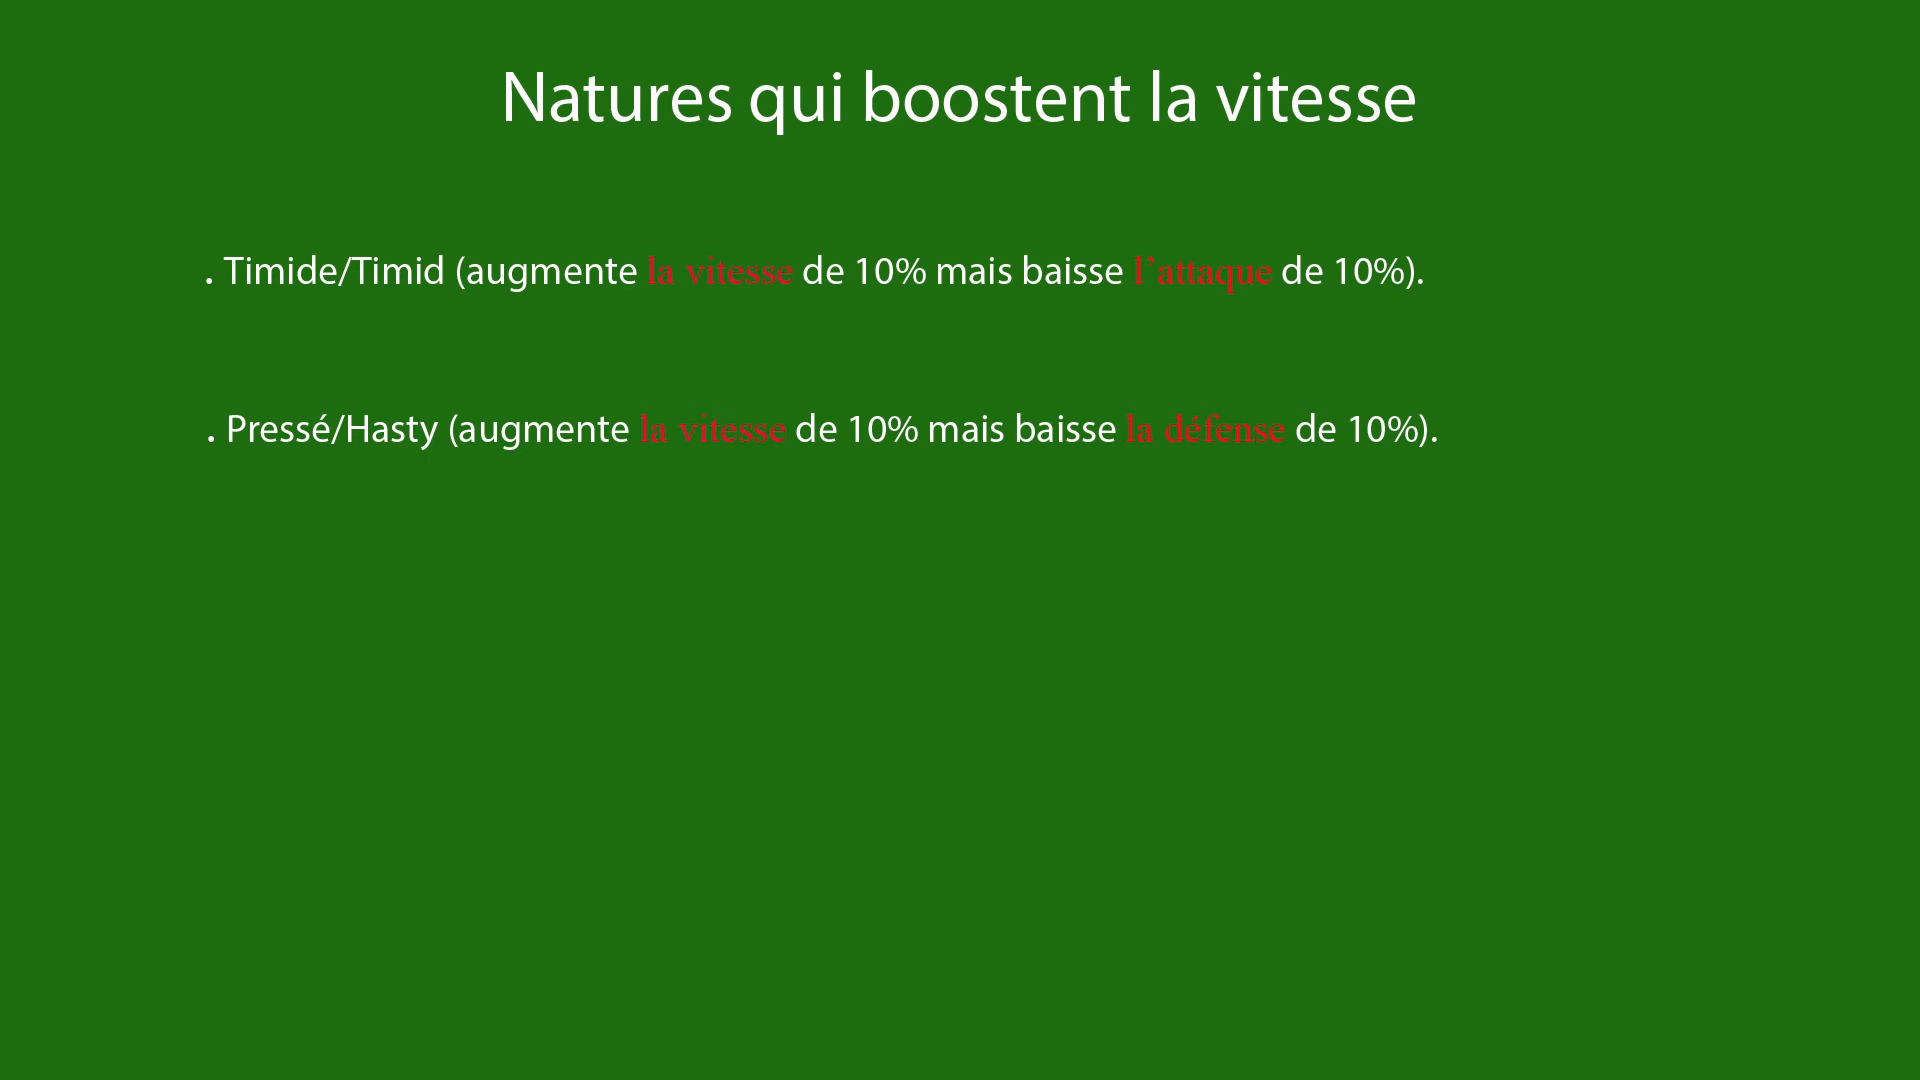 Natures qui boostent la vitesse
. Timide/Timid (augmente la vitesse de 10% mais baisse l’attaque de 10%).
. Pressé/Hasty (augmente la vitesse de 10% mais baisse la défense de 10%).